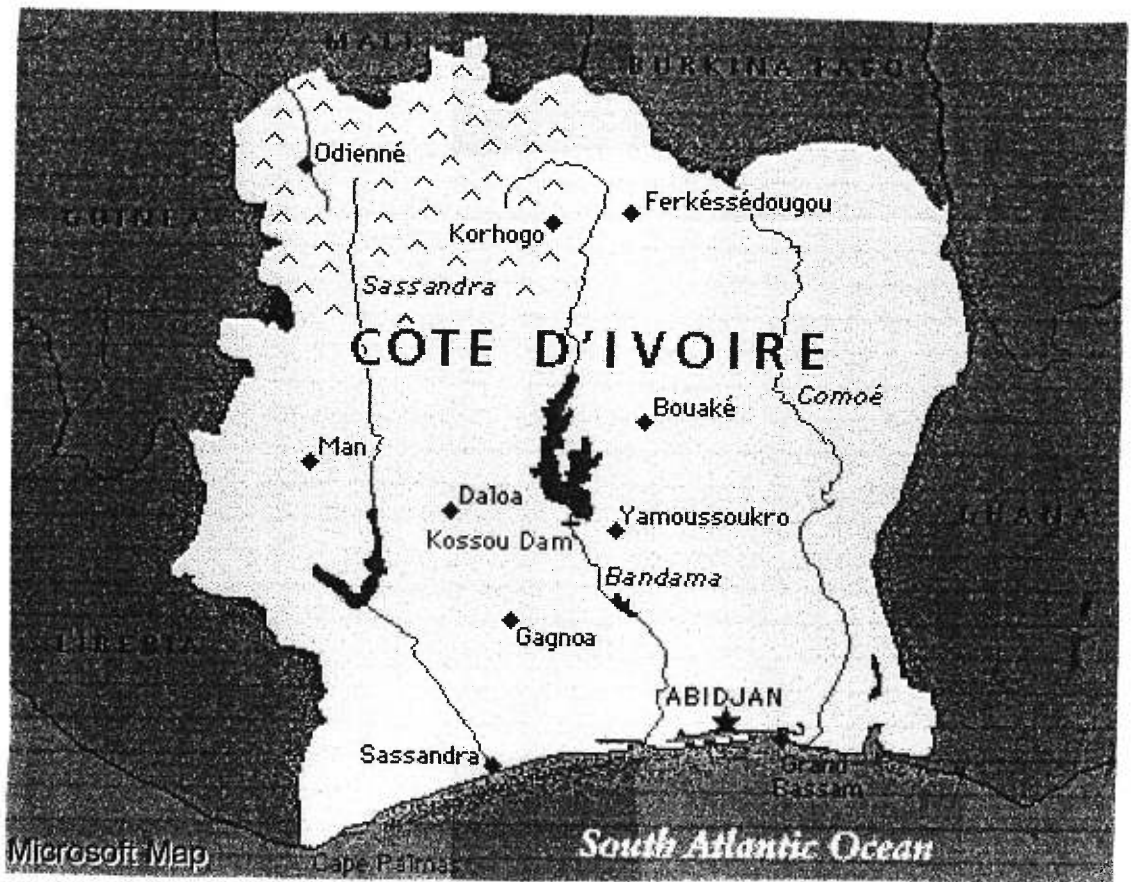 MALI
BURKINA FASO
Odienné
GUINEA
Ferkéssédougou
Korhogo
Sassandra
CÔTE D'IVOIRE
Comoé
Bouaké
Man
Daloa
Yamoussoukro
GHANA
Kossou Dam
Bandama
Gagnoa
LIBERIA
ABIDJAN
Sassandra
Grand
Bassam
South Atlantic Ocean
Microsoft Map
Cape Palmas